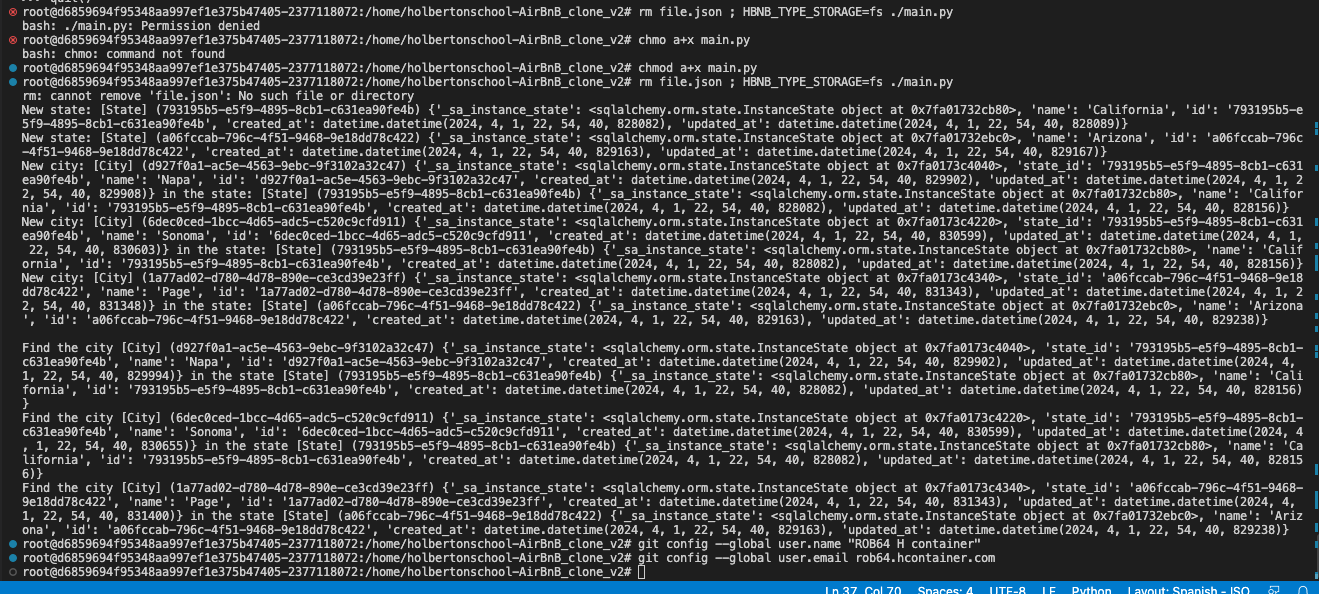 root@d6859694f95348aa997ef1e375b47405-2377118072:/home/holbertonschool-AirBnB_clone_v2# rm file.json ; HBNB_TYPE_STORAGE=fs ./main.py
bash: ./main.py: Permission denied
root@d6859694f95348aa997ef1e375b47405-2377118072:/home/holbertonschool-AirBnB_clone_v2# chmo a+x main.py
bash: chmo: command not found
root@d6859694f95348aa997ef1e375b47405-2377118072:/home/holbertonschool-AirBnB_clone_v2# chmod a+x main.py
root@d6859694f95348aa997ef1e375b47405-2377118072:/home/holbertonschool-AirBnB_clone_v2# rm file.json ; HBNB_TYPE_STORAGE=fs ./main.py
rm: cannot remove 'file.json': No such file or directory
New state: [State] (793195b5-e5f9-4895-8cb1-c631ea90fe4b) {'_sa_instance_state': <sqlalchemy.orm.state.InstanceState object at 0x7fa01732cb80>, 'name': 'California', 'id': '793195b5-e
5f9-4895-8cb1-c631ea90fe4b', 'created_at': datetime.datetime(2024, 4, 1, 22, 54, 40, 828082), 'updated_at': datetime.datetime(2024, 4, 1, 22, 54, 40, 828089)}
New state: [State] (a06fccab-796c-4f51-9468-9e18dd78c422) {'_sa_instance_state': <sqlalchemy.orm.state.InstanceState object at 0x7fa01732ebc0>, 'name': 'Arizona', 'id': 'a06fccab-796c
-4f51-9468-9e18dd78c422', 'created_at': datetime.datetime(2024, 4, 1, 22, 54, 40, 829163), 'updated_at': datetime.datetime(2024, 4, 1, 22, 54, 40, 829167)}
New city: [City] (d927f0a1-ac5e-4563-9ebc-9f3102a32c47) {'_sa_instance_state': <sqlalchemy.orm.state.InstanceState object at 0x7fa0173c4040>, 'state_id': '793195b5-e5f9-4895-8cb1-c631
ea90fe4b', 'name': 'Napa', 'id': 'd927f0a1-ac5e-4563-9ebc-9f3102a32c47', 'created_at': datetime.datetime(2024, 4, 1, 22, 54, 40, 829902), 'updated_at': datetime.datetime(2024, 4, 1, 2
2, 54, 40, 829908)} in the state: [State] (793195b5-e5f9-4895-8cb1-c631ea90fe4b) {'_sa_instance_state': <sqlalchemy.orm.state.InstanceState object at 0x7fa01732cb80>, 'name': 'Califor
nia', 'id': '793195b5-e5f9-4895-8cb1-c631ea90fe4b', 'created_at': datetime.datetime(2024, 4, 1, 22, 54, 40, 828082), 'updated_at': datetime.datetime(2024, 4, 1, 22, 54, 40, 828156)}
New city: [City] (6dec0ced-1bcc-4d65-adc5-c520c9cfd911) {'_sa_instance_state': <sqlalchemy.orm.state.InstanceState object at 0x7fa0173c4220>, 'state_id': '793195b5-e5f9-4895-8cb1-c631
ea90fe4b', 'name': 'Sonoma', 'id': '6dec0ced-1bcc-4d65-adc5-c520c9cfd911', 'created_at': datetime.datetime(2024, 4, 1, 22, 54, 40, 830599), 'updated_at': datetime.datetime(2024, 4, 1,
 22, 54, 40, 830603)} in the state: [State] (793195b5-e5f9-4895-8cb1-c631ea90fe4b) {'_sa_instance_state': <sqlalchemy.orm.state.InstanceState object at 0x7fa01732cb80>, 'name': 'Calif
ornia', 'id': '793195b5-e5f9-4895-8cb1-c631ea90fe4b', 'created_at': datetime.datetime(2024, 4, 1, 22, 54, 40, 828082), 'updated_at': datetime.datetime(2024, 4, 1, 22, 54, 40, 828156)}
New city: [City] (1a77ad02-d780-4d78-890e-ce3cd39e23ff) {'_sa_instance_state': <sqlalchemy.orm.state.InstanceState object at 0x7fa0173c4340>, 'state_id': 'a06fccab-796c-4f51-9468-9e18
dd78c422', 'name': 'Page', 'id': '1a77ad02-d780-4d78-890e-ce3cd39e23ff', 'created_at': datetime.datetime(2024, 4, 1, 22, 54, 40, 831343), 'updated_at': datetime.datetime(2024, 4, 1, 2
2, 54, 40, 831348)} in the state: [State] (a06fccab-796c-4f51-9468-9e18dd78c422) {'_sa_instance_state': <sqlalchemy.orm.state.InstanceState object at 0x7fa01732ebc0>, 'name': 'Arizona
', 'id': 'a06fccab-796c-4f51-9468-9e18dd78c422', 'created_at': datetime.datetime(2024, 4, 1, 22, 54, 40, 829163), 'updated_at': datetime.datetime(2024, 4, 1, 22, 54, 40, 829238)}
Find the city [City] (d927f0a1-ac5e-4563-9ebc-9f3102a32c47) {'_sa_instance_state': <sqlalchemy.orm.state.InstanceState object at 0x7fa0173c4040>, 'state_id': '793195b5-e5f9-4895-8cb1-
c631ea90fe4b', 'name': 'Napa', 'id': 'd927f0a1-ac5e-4563-9ebc-9f3102a32c47', 'created_at': datetime.datetime(2024, 4, 1, 22, 54, 40, 829902), 'updated_at': datetime.datetime(2024, 4, 
1, 22, 54, 40, 829994)} in the state [State] (793195b5-e5f9-4895-8cb1-c631ea90fe4b) {'_sa_instance_state': <sqlalchemy.orm.state.InstanceState object at 0x7fa01732cb80>, 'name': 'Cali
fornia', 'id': '793195b5-e5f9-4895-8cb1-c631ea90fe4b', 'created_at': datetime.datetime(2024, 4, 1, 22, 54, 40, 828082), 'updated_at': datetime.datetime(2024, 4, 1, 22, 54, 40, 828156)
}
Find the city [City] (6dec0ced-1bcc-4d65-adc5-c520c9cfd911) {'_sa_instance_state': <sqlalchemy.orm.state.InstanceState object at 0x7fa0173c4220>, 'state_id': '793195b5-e5f9-4895-8cb1-
c631ea90fe4b', 'name': 'Sonoma', 'id': '6dec0ced-1bcc-4d65-adc5-c520c9cfd911', 'created_at': datetime.datetime(2024, 4, 1, 22, 54, 40, 830599), 'updated_at': datetime.datetime(2024, 4
, 1, 22, 54, 40, 830655)} in the state [State] (793195b5-e5f9-4895-8cb1-c631ea90fe4b) {'_sa_instance_state': <sqlalchemy.orm.state.InstanceState object at 0x7fa01732cb80>, 'name': 'Ca
lifornia', 'id': '793195b5-e5f9-4895-8cb1-c631ea90fe4b', 'created_at': datetime.datetime(2024, 4, 1, 22, 54, 40, 828082), 'updated_at': datetime.datetime(2024, 4, 1, 22, 54, 40, 82815
6)}
Find the city [City] (1a77ad02-d780-4d78-890e-ce3cd39e23ff) {'_sa_instance_state': <sqlalchemy.orm.state.InstanceState object at 0x7fa0173c4340>, 'state_id': 'a06fccab-796c-4f51-9468-
9e18dd78c422', 'name': 'Page', 'id': '1a77ad02-d780-4d78-890e-ce3cd39e23ff', 'created_at': datetime.datetime(2024, 4, 1, 22, 54, 40, 831343), 'updated_at': datetime.datetime(2024, 4, 
1, 22, 54, 40, 831400)} in the state [State] (a06fccab-796c-4f51-9468-9e18dd78c422) {'_sa_instance_state': <sqlalchemy.orm.state.InstanceState object at 0x7fa01732ebc0>, 'name': 'Ariz
ona', 'id': 'a06fccab-796c-4f51-9468-9e18dd78c422', 'created_at': datetime.datetime(2024, 4, 1, 22, 54, 40, 829163), 'updated_at': datetime.datetime(2024, 4, 1, 22, 54, 40, 829238)}
root@d6859694f95348aa997ef1e375b47405-2377118072:/home/holbertonschool-AirBnB_clone_v2# git config --global user.name "ROB64 H container"
root@d6859694f95348aa997ef1e375b47405-2377118072:/home/holbertonschool-AirBnB_clone_v2# git config --global user.email rob64.hcontainer.com
root@d6859694f95348aa997ef1e375b47405-2377118072:/home/holbertonschool-AirBnB_clone_v2#
Ln 37, Col 70 Spaces: 4 UTF-8 LF Python Layout: Spanish - ISO